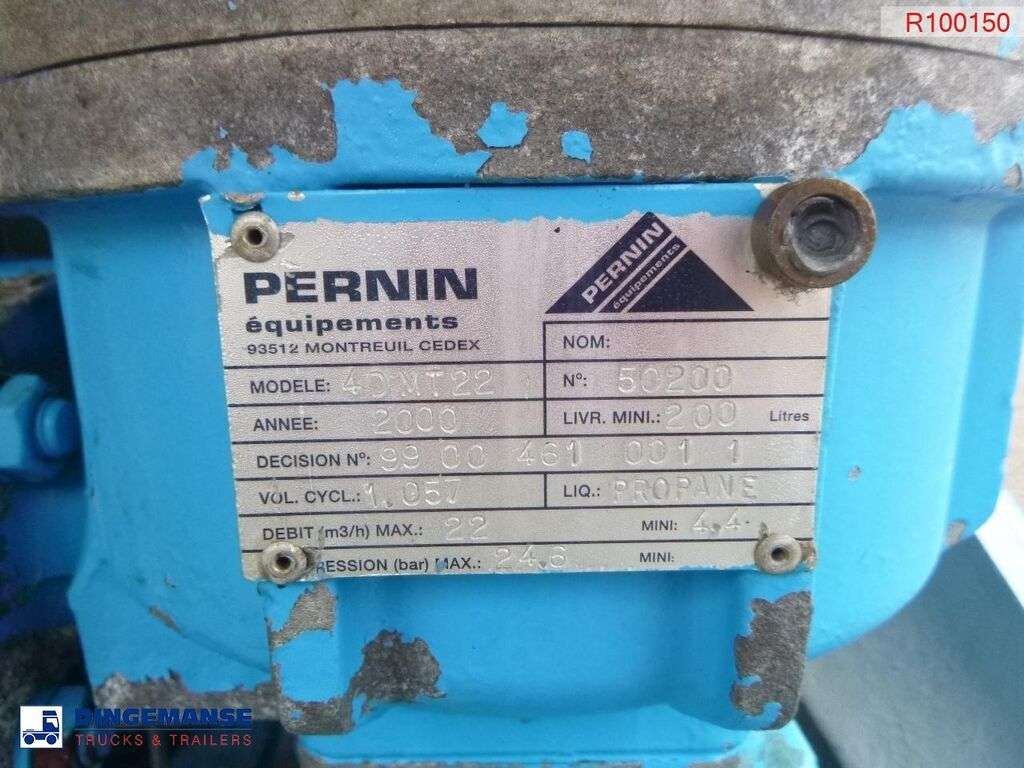 R100150
PERNIN
équipements
93512 MONTREUIL CEDEX
PERNIN
équipements
NOM:
MODELE: 40MT22
N°: 50200
ANNEE: 2000
LIVR. MINI.: 200 Litres
DECISION N°: 99 00 461 001 1
VOL. CYCL.: 1.057
LIQ.: PROPANE
DEBIT (m3/h) MAX.: 22 MINI: 4.4
RESSION (bar) MAX.: 24.6 MINI:
DINGEMANSE
TRUCKS & TRAILERS